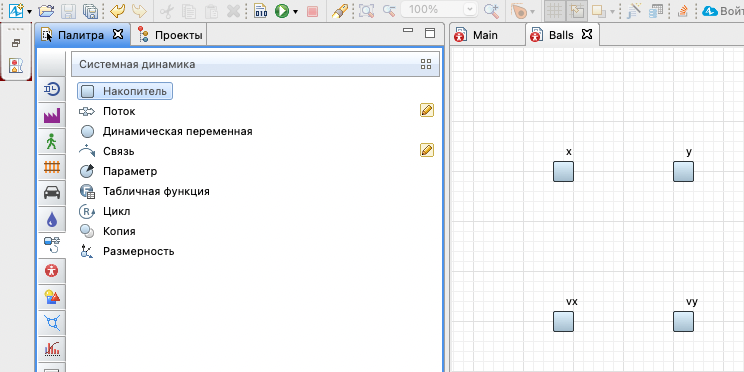 100%
Войт
Палитра
Проекты
Main
Balls
Системная динамика
Накопитель
Поток
Динамическая переменная
Связь
Параметр
Табличная функция
Цикл
Копия
Размерность
x
y
vx
vy